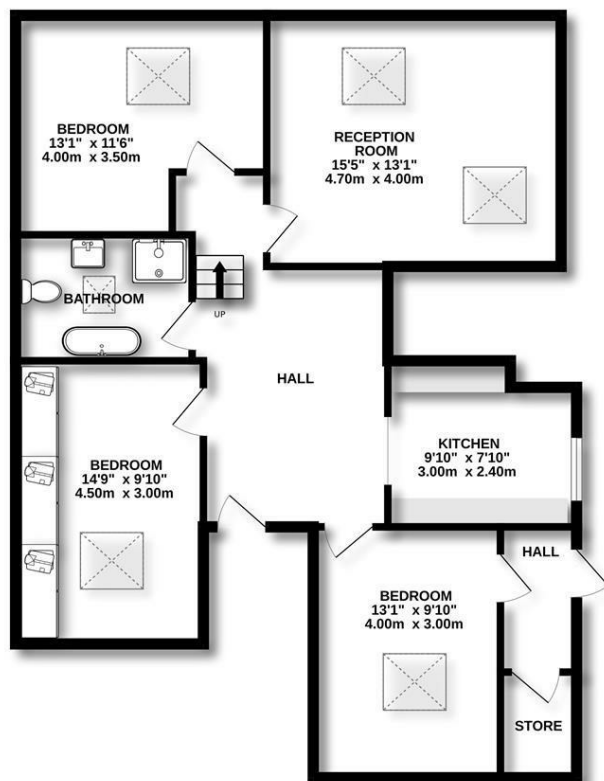 BEDROOM
13'1" x 11'6"
4.00m x 3.50m
RECEPTION
ROOM
15'5" x 13'1"
4.70m x 4.00m
BATHROOM
UP
HALL
BEDROOM
14'9" x 9'10"
4.50m x 3.00m
KITCHEN
9'10" x 7'10"
3.00m x 2.40m
HALL
BEDROOM
13'1" x 9'10"
4.00m x 3.00m
STORE